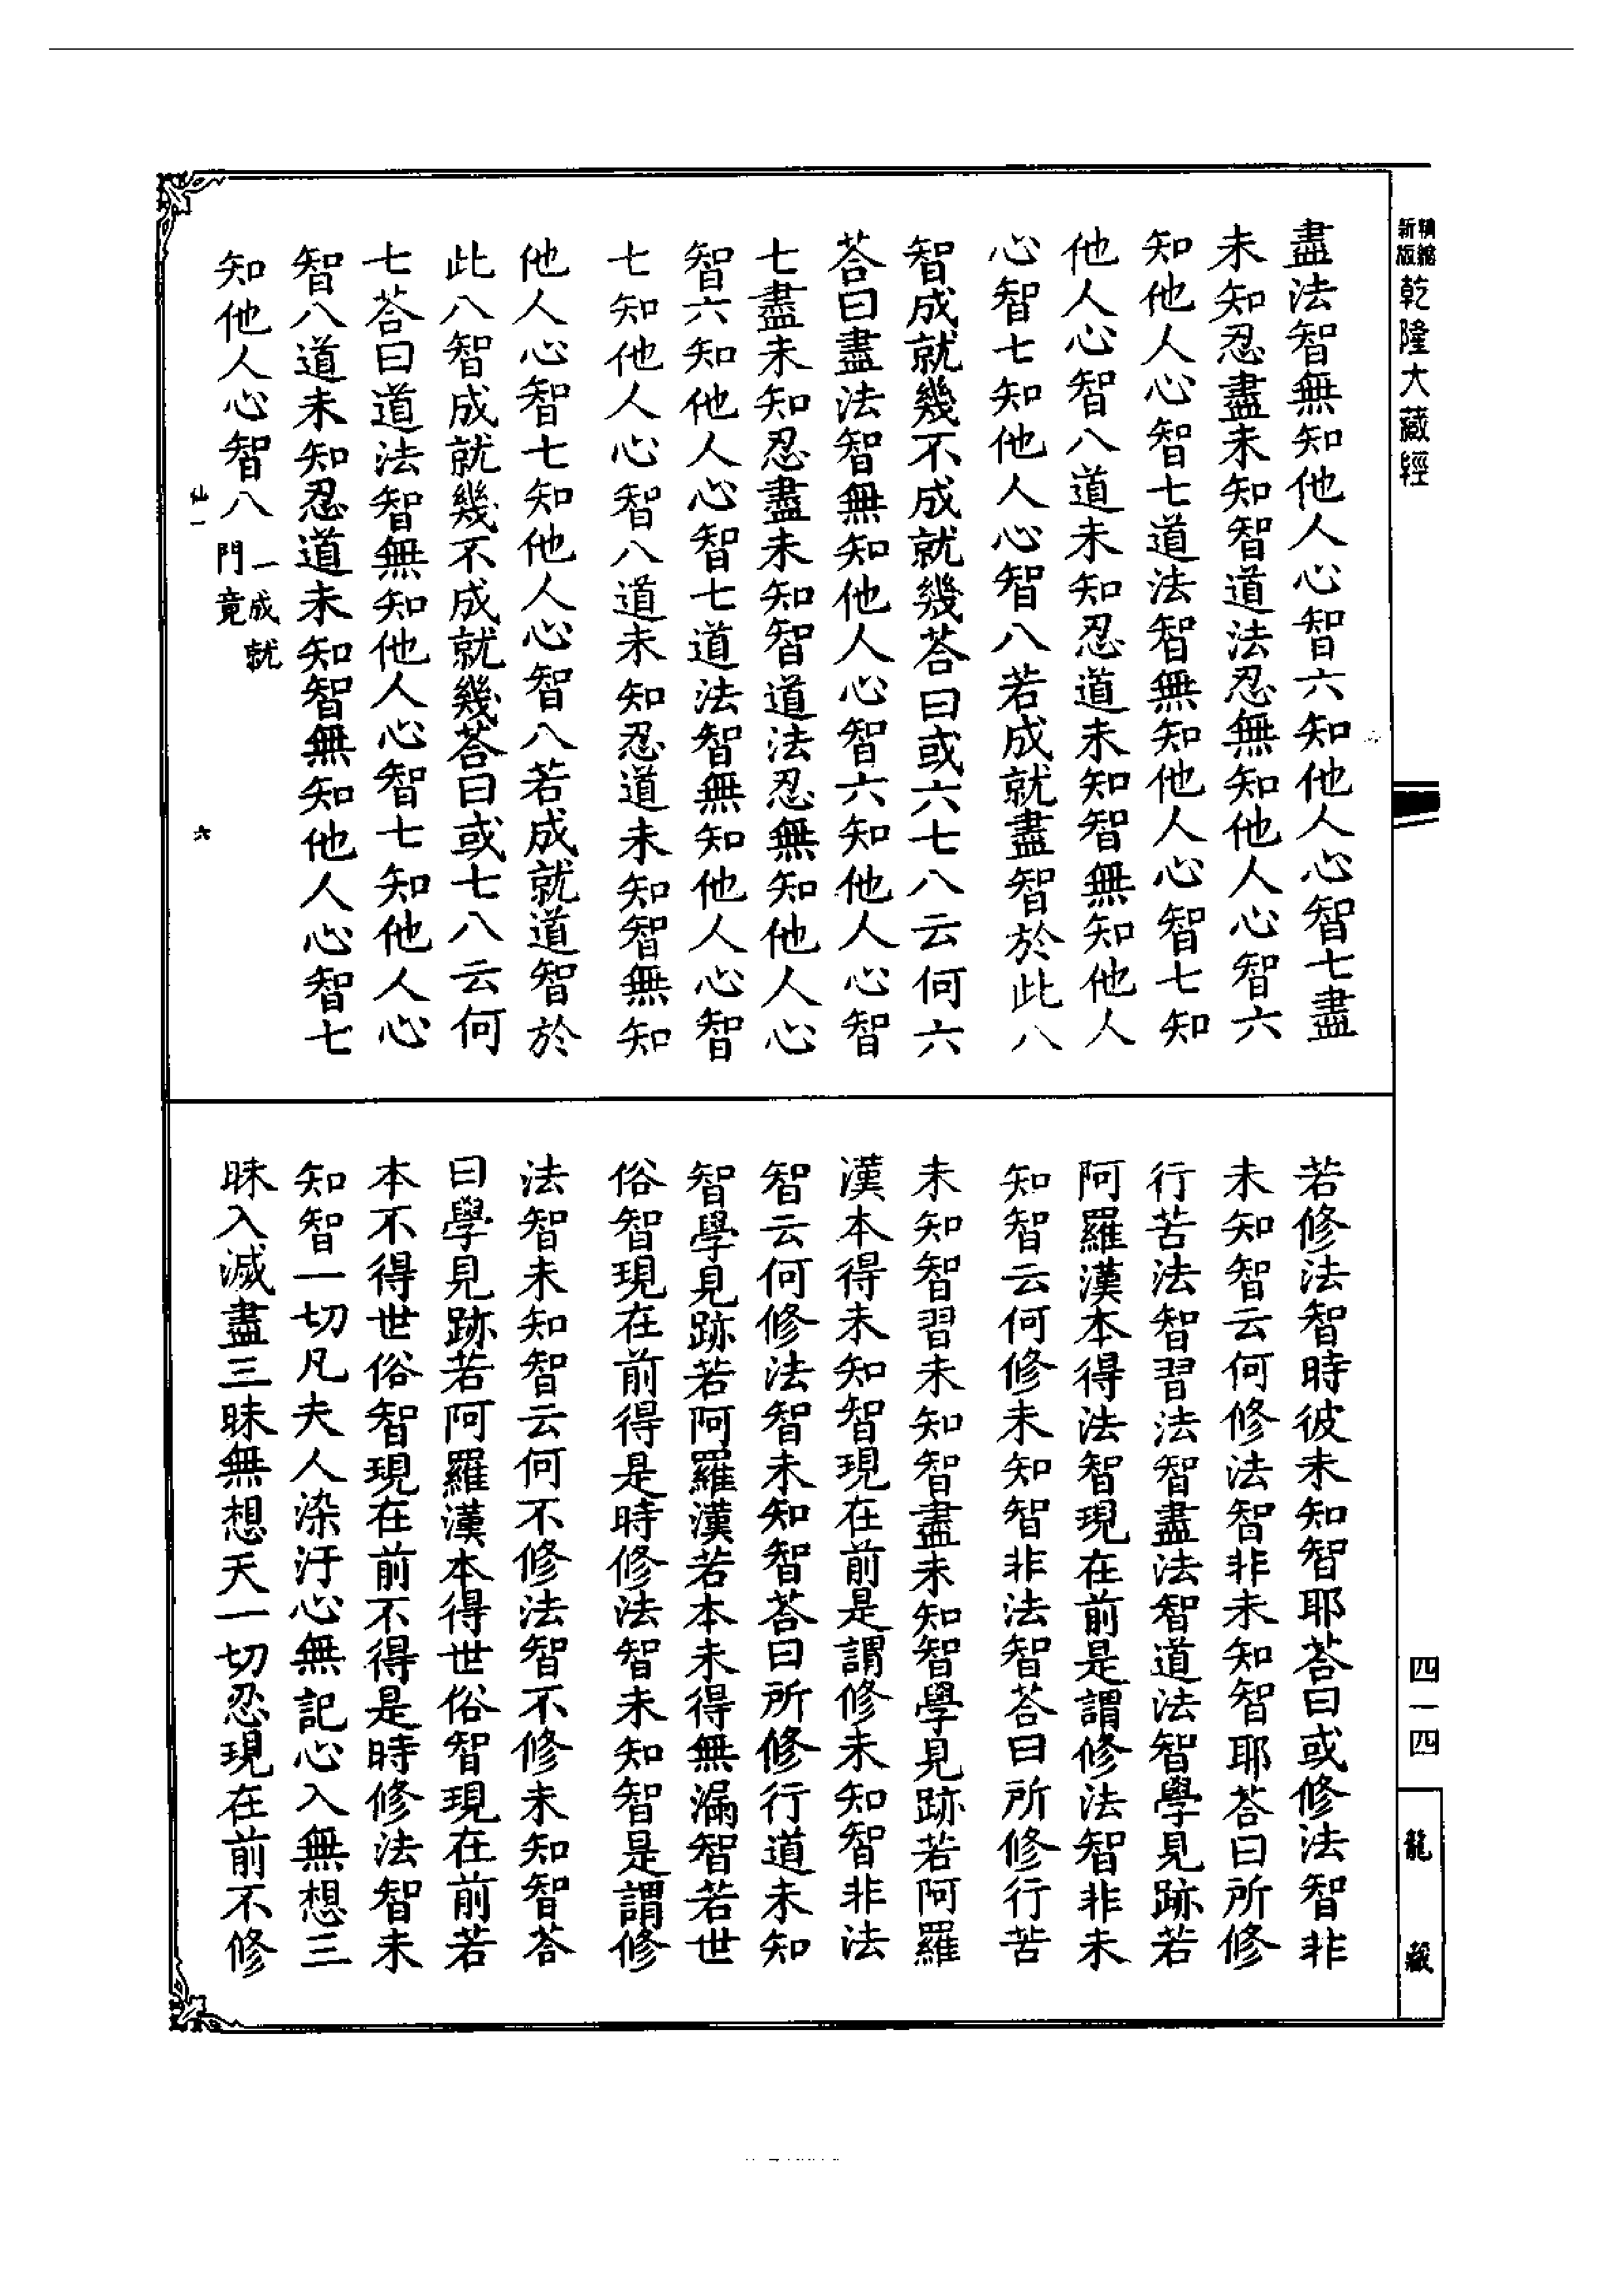 精縮新版乾隆大藏經
盡法智無知他人心智六知他人心智七盡
未知忍盡未知智道法忍無知他人心智六
知他人心智七道法智無知他人心智七知
他人心智八道未知忍道未知智無知他人
心智七知他人心智八若成就盡智於此八
智成就幾不成就幾荅曰或六七八云何六
荅曰盡法智無知他人心智六知他人心智
七盡未知忍盡未知智道法忍無知他人心
智六知他人心智七道法智無知他人心智
七知他人心智八道未知忍道未知智無知
他人心智七知他人心智八若成就道智於
此八智成就幾不成就幾荅曰或七八云何
七荅曰道法智無知他人心智七知他人心
智八道未知忍道未知智無知他人心智七
知他人心智八一成就門竟
仙一
六
若修法智時彼未知智耶荅曰或修法智非
未知智云何修法智非未知智耶荅曰所修
行苦法智習法智盡法智道法智學見跡若
阿羅漢本得法智現在前是謂修法智非未
知智云何修未知智非法智荅曰所修行苦
未知智習未知智盡未知智學見跡若阿羅
漢本得未知智現在前是謂修未知智非法
智云何修法智未知智荅曰所修行道未知
智學見跡若阿羅漢若本未得無漏智若世
俗智現在前得是時修法智未知智是謂修
法智未知智云何不修法智不修未知智荅
曰學見跡若阿羅漢本得世俗智現在前若
本不得世俗智現在前不得是時修法智未
知智一切凡夫人染汙心無記心入無想三
昧入滅盡三昧無想天一切忍現在前不修
四一四
龍藏